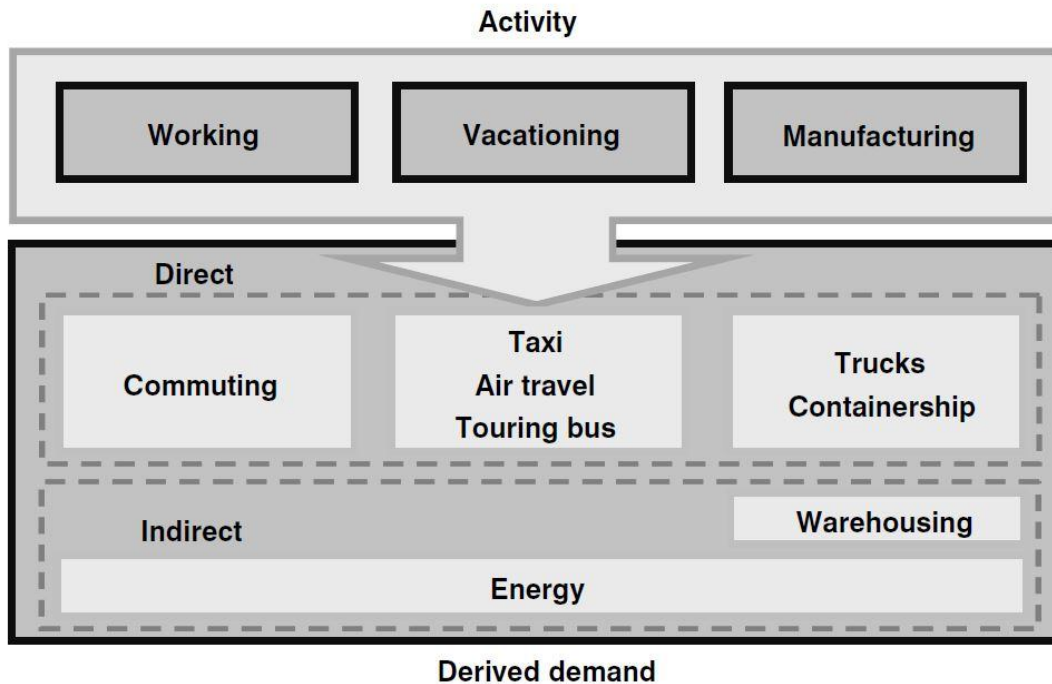 Activity
Working
Vacationing
Manufacturing
Direct
Commuting
Taxi
Air travel
Touring bus
Trucks
Containership
Indirect
Warehousing
Energy
Derived demand